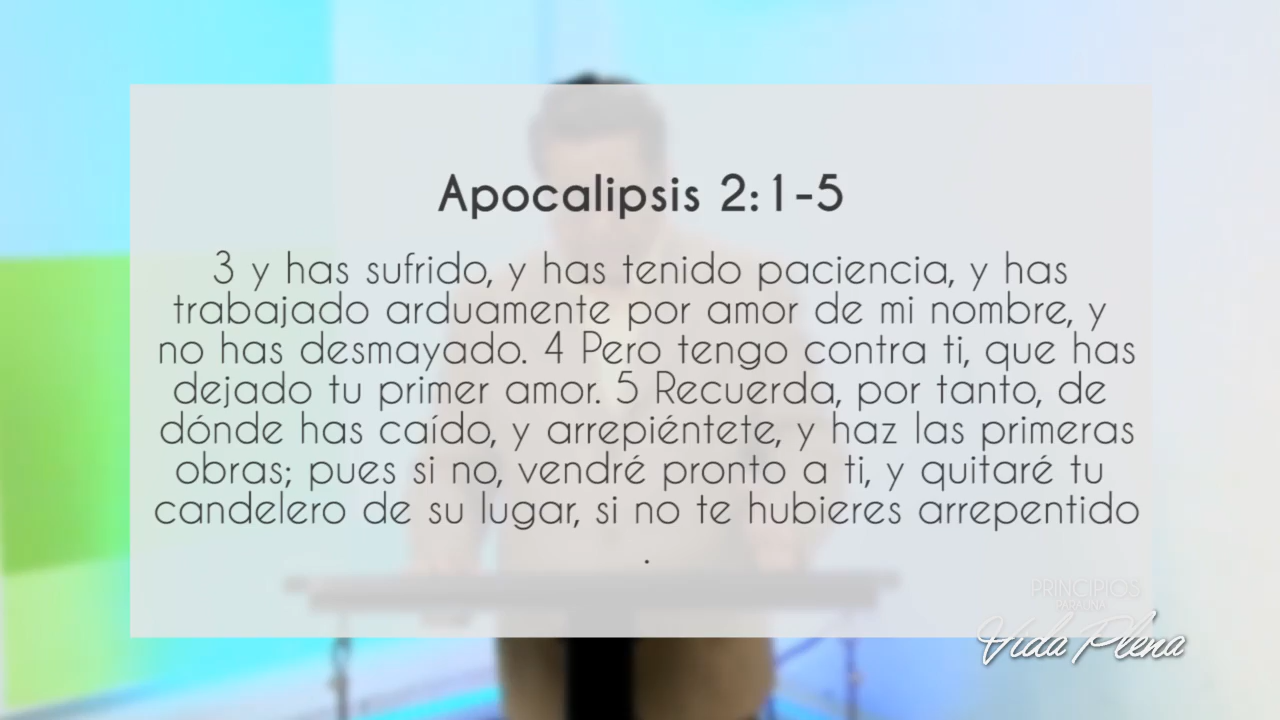 Apocalipsis 2:1-5
3 y has sufrido, y has tenido paciencia, y has
trabajado arduamente por amor de mi nombre, y
no has desmayado. 4 Pero tengo contra ti, que has
dejado tu primer amor. 5 Recuerda, por tanto, de
dónde has caído, y arrepiéntete, y haz las primeras
obras; pues si no, vendré pronto a ti, y quitaré tu
candelero de su lugar, si no te hubieres arrepentido
.
PRINCIPIOS
PARA UNA
Vida Plena